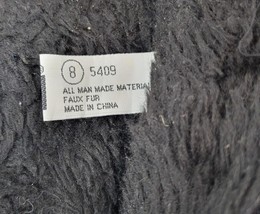 8 5409
ALL MAN MADE MATERIA
FAUX FUR
MADE IN CHINA